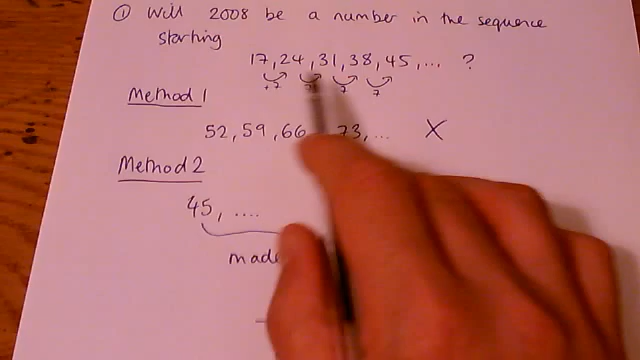 ① Will 2008 be a number in the sequence
starting
17, 24, 31, 38, 45, ... ?
+7 7 7
Method 1
52, 59, 66, 73, ... X
Method 2
45, ....
made